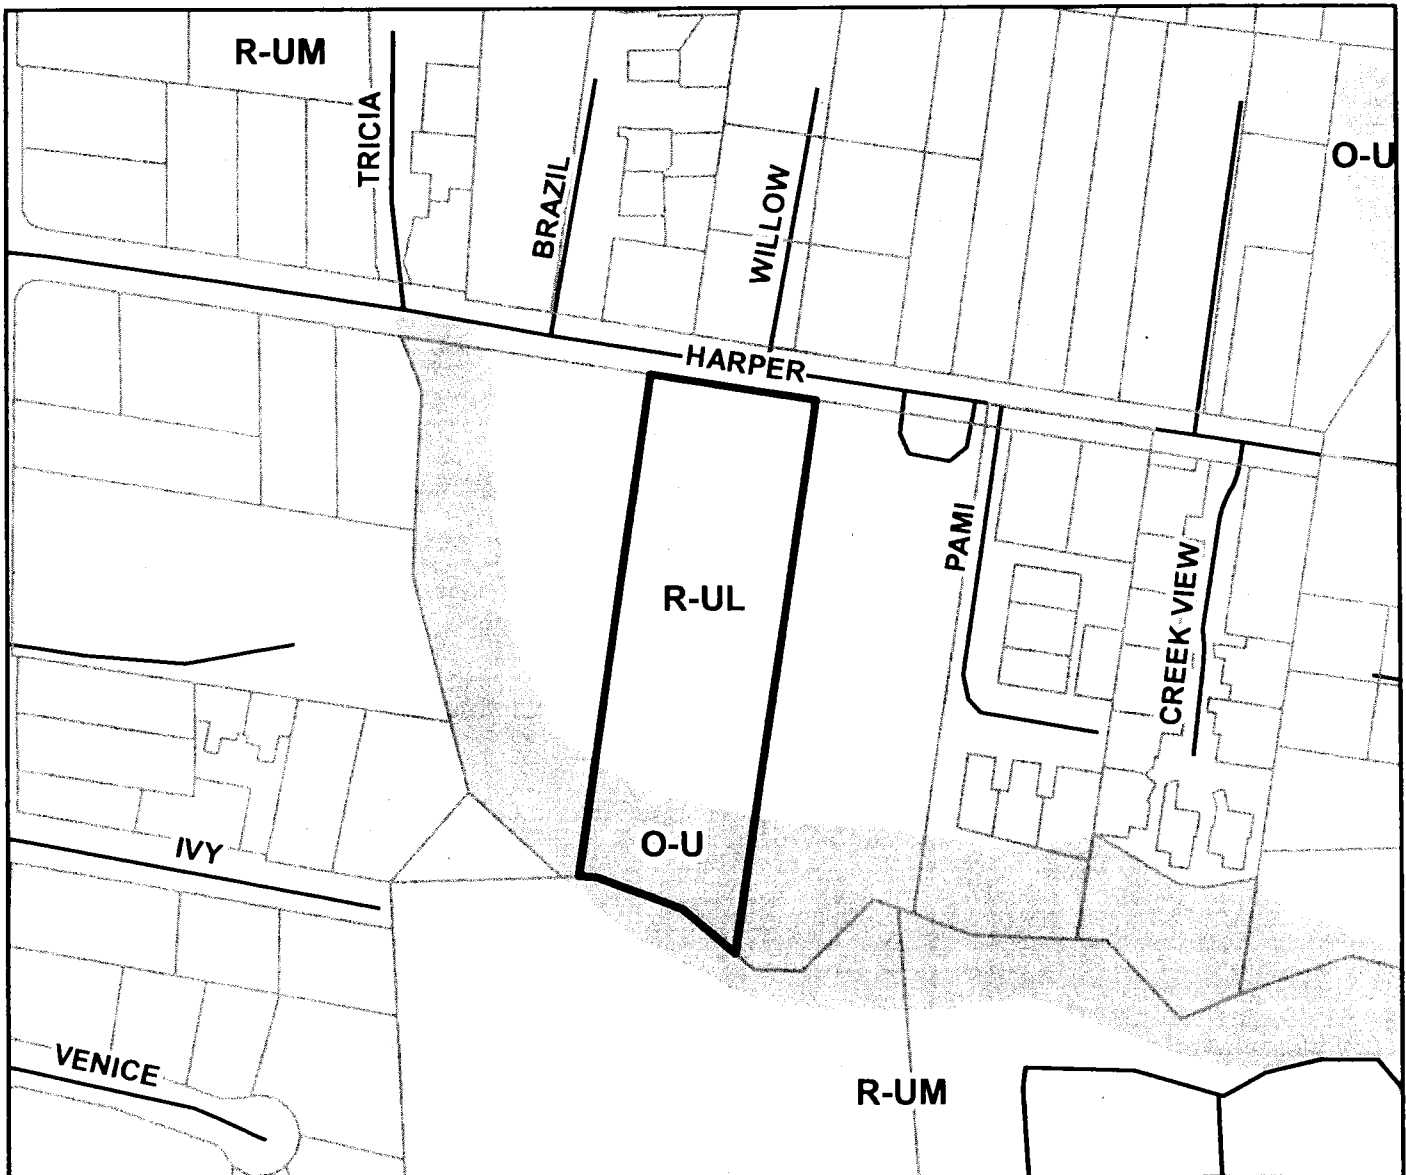 R-UM
TRICIA
BRAZIL
WILLOW
O-U
HARPER
PAMI
R-UL
CREEK VIEW
O-U
IVY
VENICE
R-UM